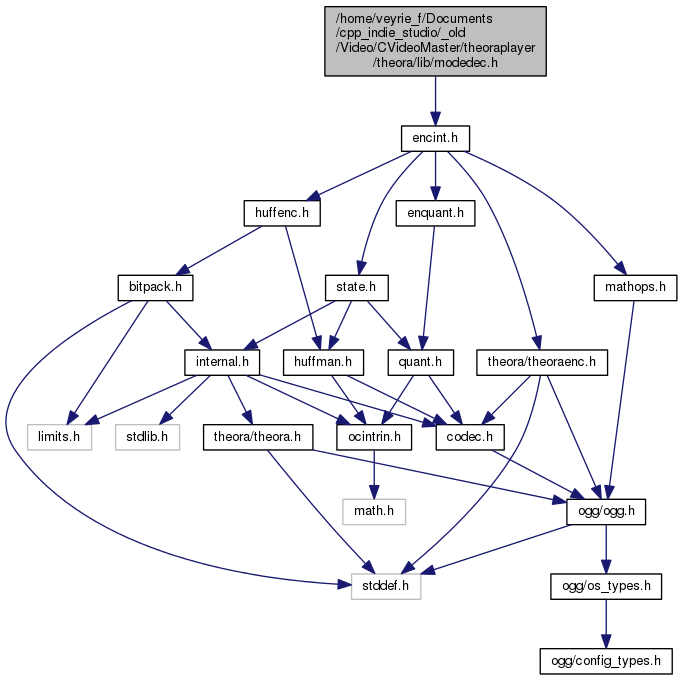 /home/veyrie_f/Documents
/cpp_indie_studio/_old
/Video/CVideoMaster/theoraplayer
/theora/lib/modedec.h
encint.h
huffenc.h
enquant.h
bitpack.h
state.h
mathops.h
internal.h
huffman.h
quant.h
theora/theoraenc.h
limits.h
stdlib.h
theora/theora.h
ocintrin.h
codec.h
math.h
ogg/ogg.h
stddef.h
ogg/os_types.h
ogg/config_types.h